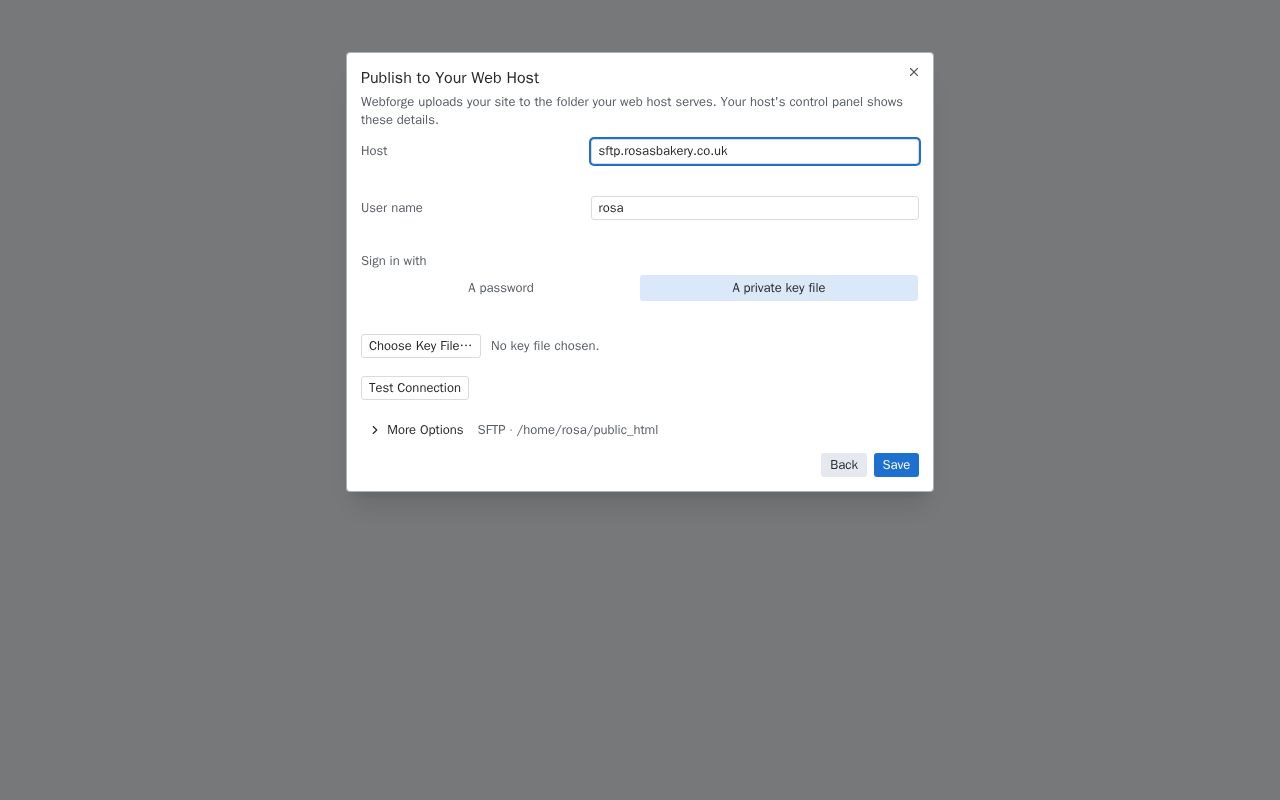 Publish to Your Web Host
Webforge uploads your site to the folder your web host serves. Your host's control panel shows
these details.
Host
sftp.rosasbakery.co.uk
User name
rosa
Sign in with
A password
A private key file
Choose Key File…
No key file chosen.
Test Connection
More Options
SFTP · /home/rosa/public_html
Back
Save